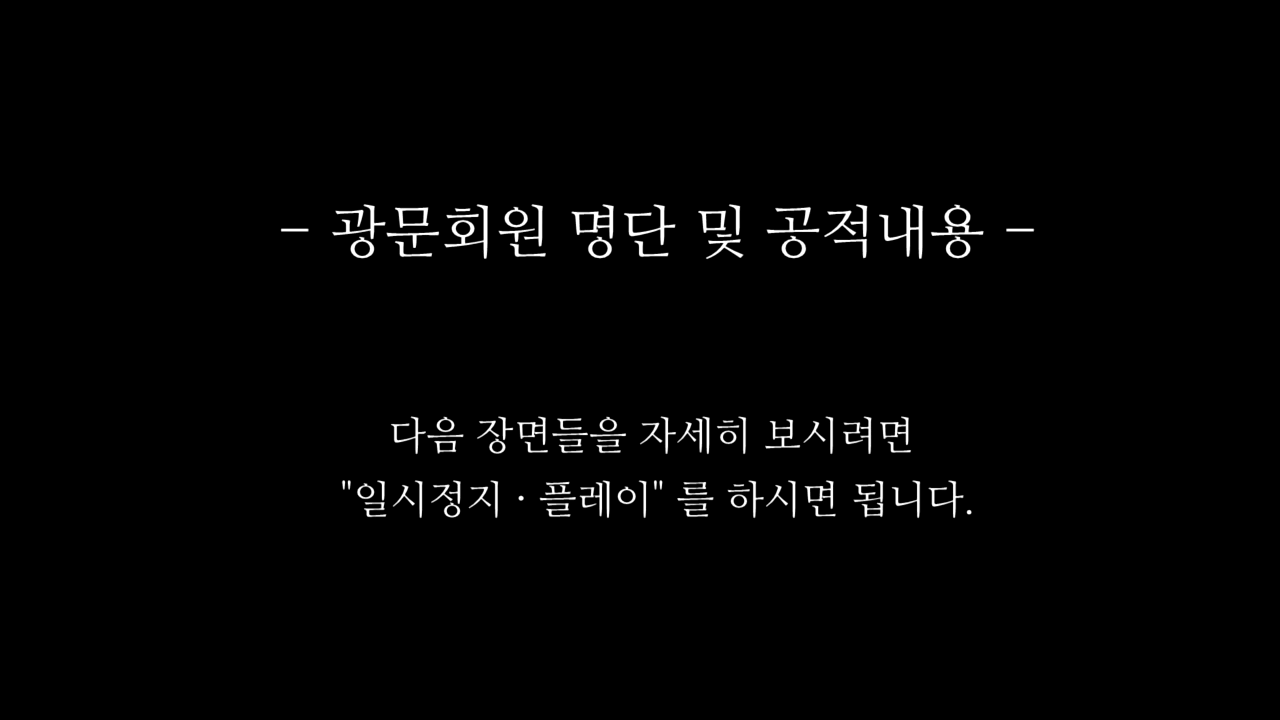 - 광문회원 명단 및 공적내용 -
다음 장면들을 자세히 보시려면
"일시정지 · 플레이" 를 하시면 됩니다.